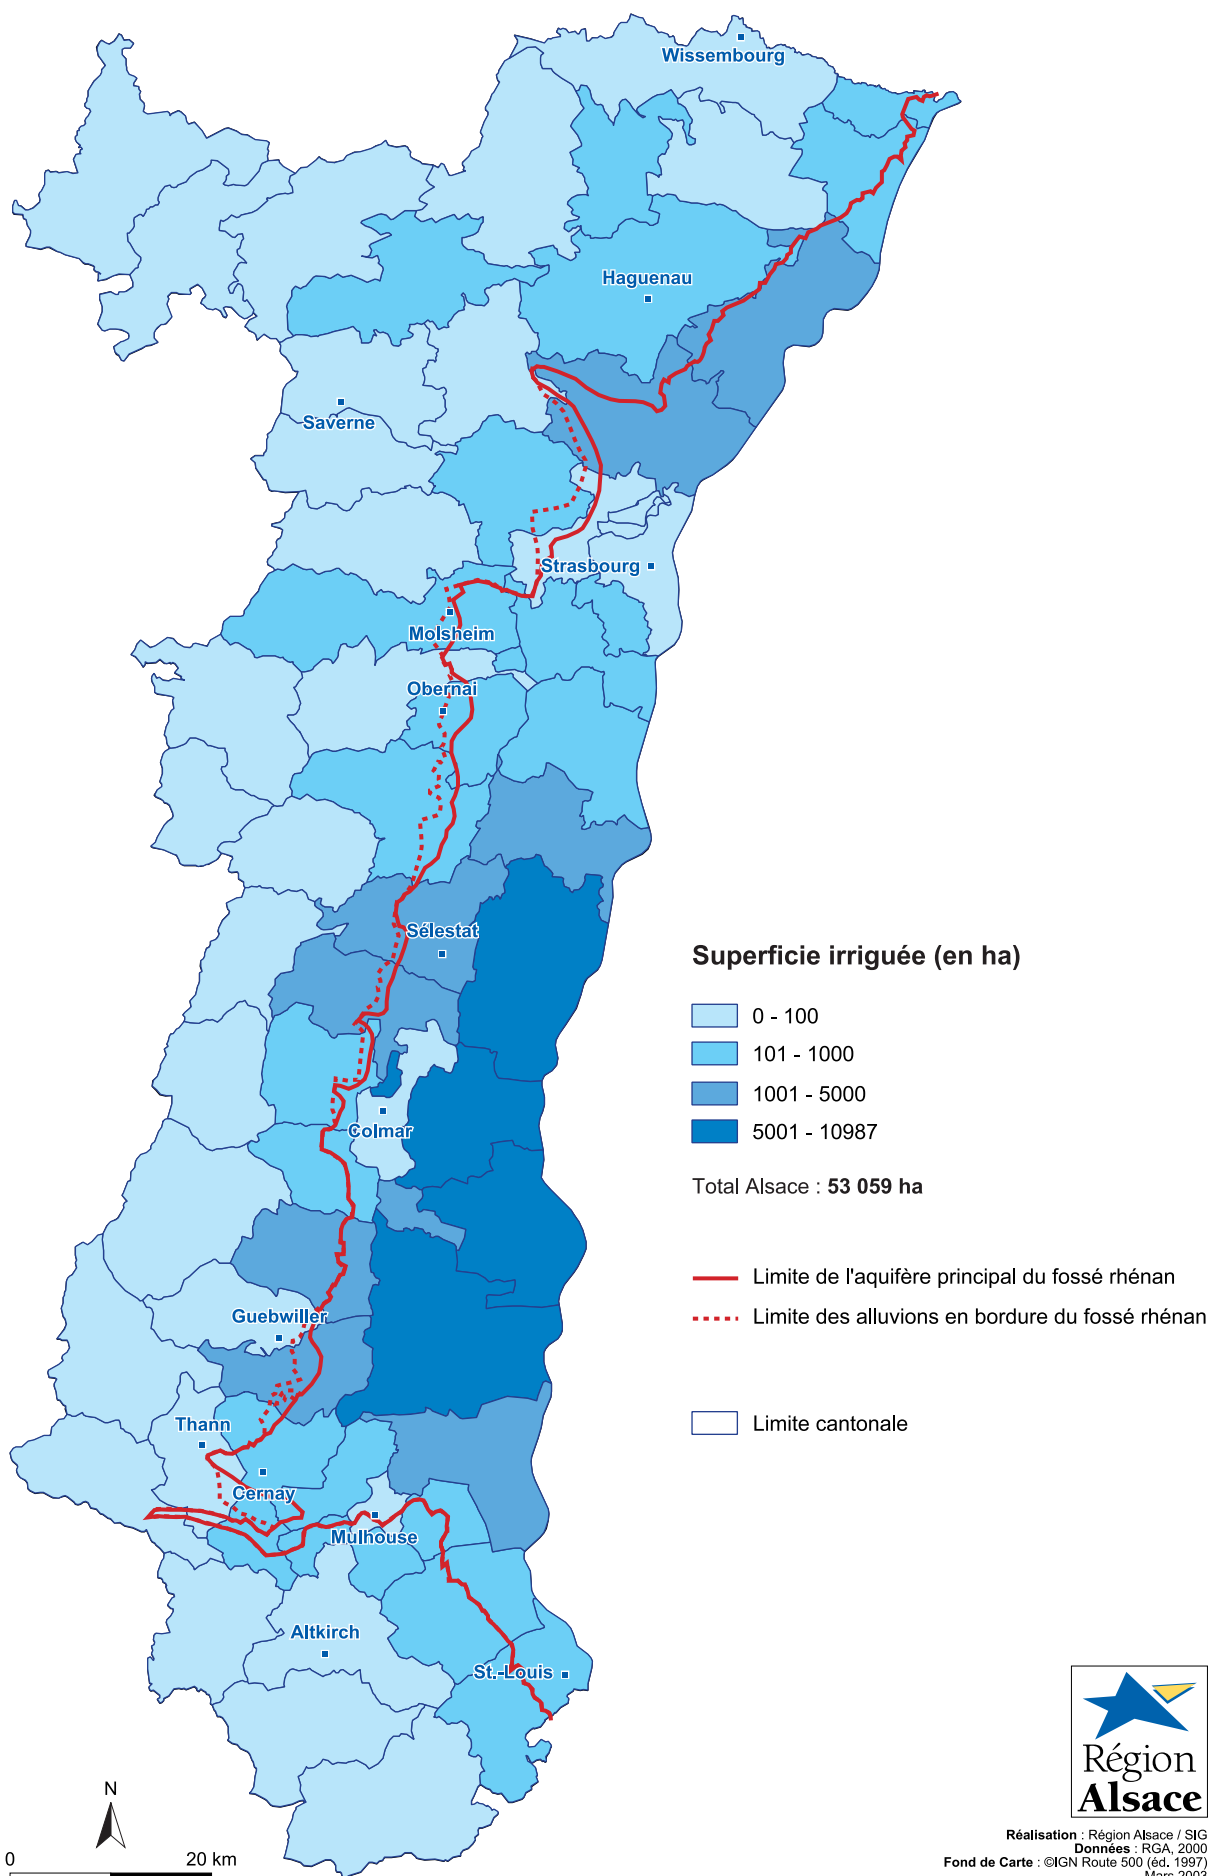 Wissembourg
Haguenau
Saverne
Strasbourg
Molsheim
Obernai
Sélestat
Colmar
Guebwiller
Thann
Cernay
Mulhouse
Altkirch
St.-Louis
Superficie irriguée (en ha)
0 - 100
101 - 1000
1001 - 5000
5001 - 10987
Total Alsace : 53 059 ha
Limite de l'aquifère principal du fossé rhénan
Limite des alluvions en bordure du fossé rhénan
Limite cantonale
N
0 20 km
Région
Alsace
Réalisation : Région Alsace / SIG
Données : RGA, 2000
Fond de Carte : ©IGN Route 500 (éd. 1997)
Mars 2003